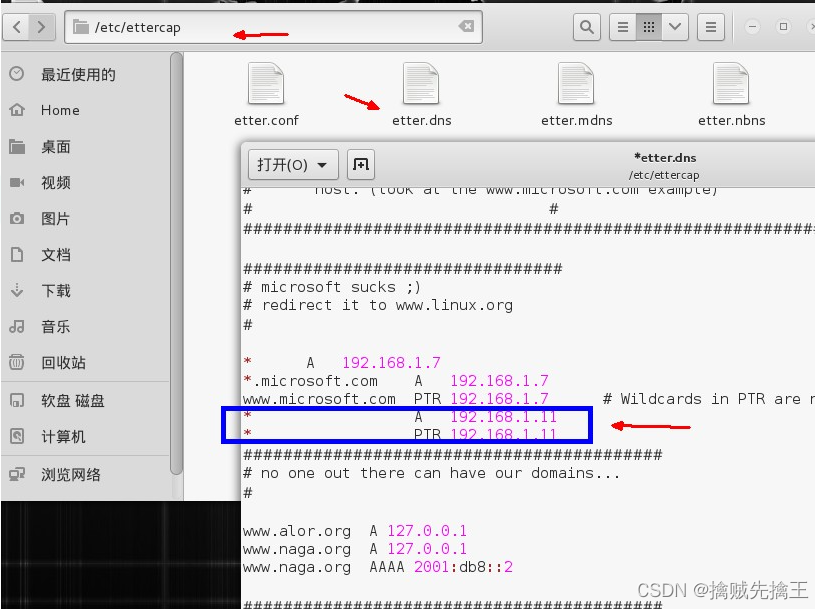 /etc/ettercap
最近使用的
Home
桌面
视频
图片
文档
下载
音乐
回收站
软盘 磁盘
计算机
浏览网络
etter.conf
etter.dns
etter.mdns
etter.nbns
打开(O)
*etter.dns
/etc/ettercap
# host. (look at the www.microsoft.com example)
# #
##########################################################
################################
# microsoft sucks ;)
# redirect it to www.linux.org
#
* A 192.168.1.7
*.microsoft.com A 192.168.1.7
www.microsoft.com PTR 192.168.1.7 # Wildcards in PTR are
* A 192.168.1.11
* PTR 192.168.1.11
##########################################
# no one out there can have our domains...
#
www.alor.org A 127.0.0.1
www.naga.org A 127.0.0.1
www.naga.org AAAA 2001:db8::2
##########################################
CSDN @擒贼先擒王